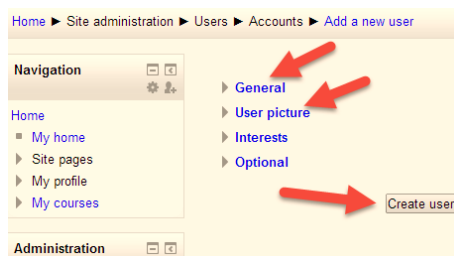 Home ► Site administration ► Users ► Accounts ► Add a new user
Navigation
Home
My home
Site pages
My profile
My courses
Administration
General
User picture
Interests
Optional
Create user